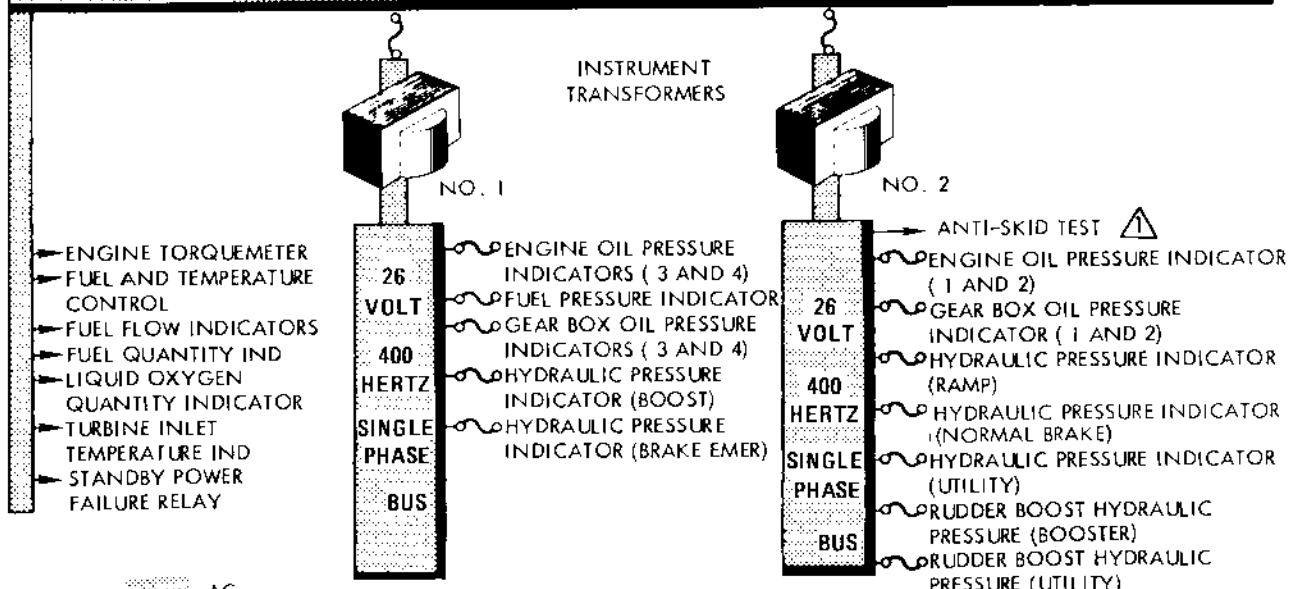 INSTRUMENT
TRANSFORMERS
NO. 1
NO. 2
ENGINE TORQUEMETER
FUEL AND TEMPERATURE
CONTROL
FUEL FLOW INDICATORS
FUEL QUANTITY IND
LIQUID OXYGEN
QUANTITY INDICATOR
TURBINE INLET
TEMPERATURE IND
STANDBY POWER
FAILURE RELAY
26
VOLT
400
HERTZ
SINGLE
PHASE
BUS
ENGINE OIL PRESSURE
INDICATORS ( 3 AND 4)
FUEL PRESSURE INDICATOR
GEAR BOX OIL PRESSURE
INDICATORS ( 3 AND 4)
HYDRAULIC PRESSURE
INDICATOR (BOOST)
HYDRAULIC PRESSURE
INDICATOR (BRAKE EMER)
26
VOLT
400
HERTZ
SINGLE
PHASE
BUS
ANTI-SKID TEST 1
ENGINE OIL PRESSURE INDICATOR
( 1 AND 2)
GEAR BOX OIL PRESSURE
INDICATOR ( 1 AND 2)
HYDRAULIC PRESSURE INDICATOR
(RAMP)
HYDRAULIC PRESSURE INDICATOR
(NORMAL BRAKE)
HYDRAULIC PRESSURE INDICATOR
(UTILITY)
RUDDER BOOST HYDRAULIC
PRESSURE (BOOSTER)
RUDDER BOOST HYDRAULIC
PRESSURE (UTILITY)
AC